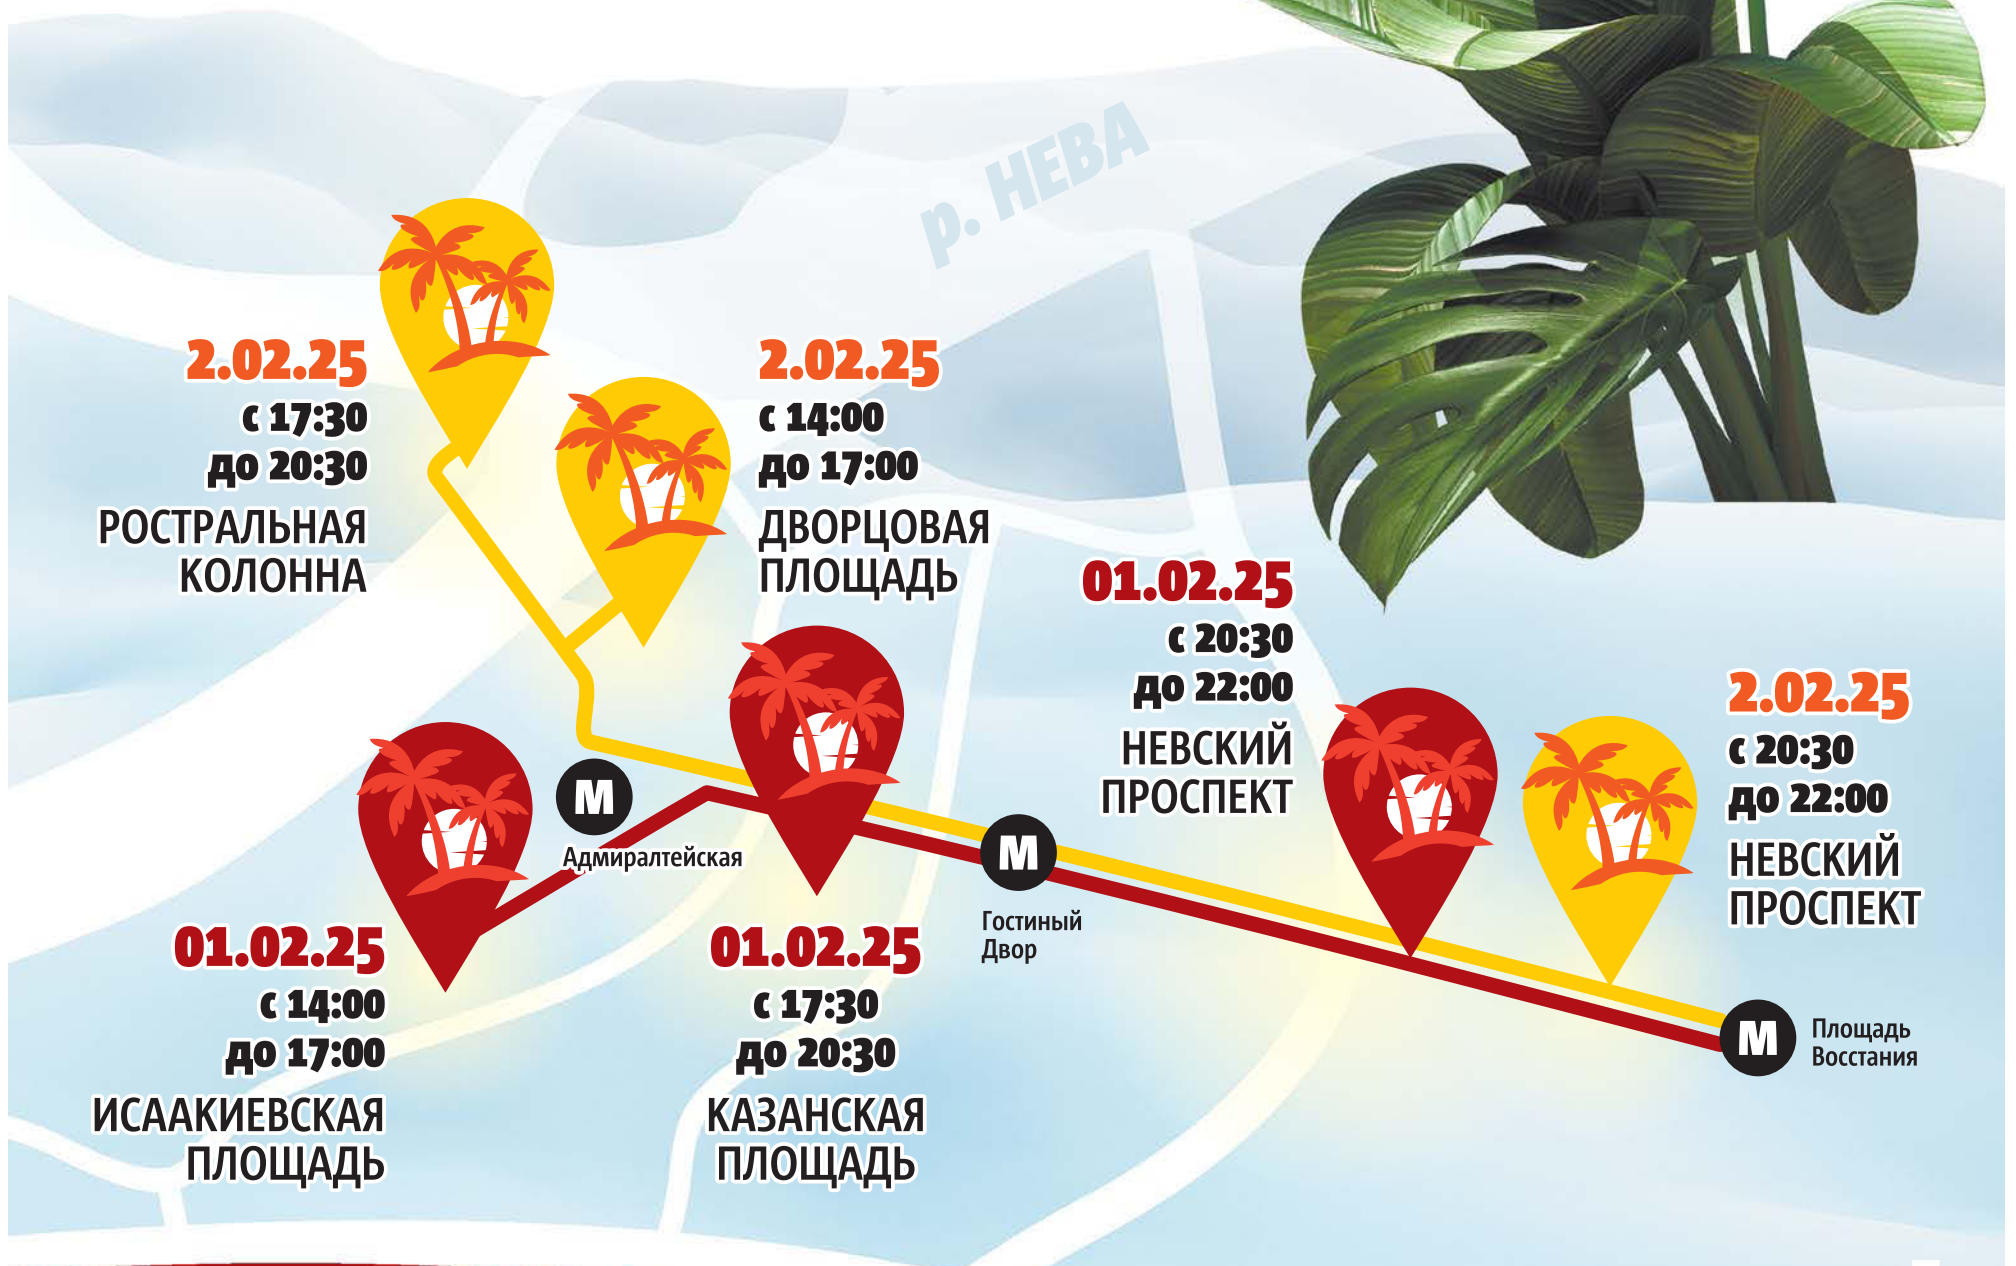 р. НЕВА
2.02.25
с 17:30
до 20:30
РОСТРАЛЬНАЯ
КОЛОННА
2.02.25
с 14:00
до 17:00
ДВОРЦОВАЯ
ПЛОЩАДЬ
01.02.25
с 20:30
до 22:00
НЕВСКИЙ
ПРОСПЕКТ
2.02.25
с 20:30
до 22:00
НЕВСКИЙ
ПРОСПЕКТ
М
Адмиралтейская
М
Гостиный
Двор
М
Площадь
Восстания
01.02.25
с 14:00
до 17:00
ИСААКИЕВСКАЯ
ПЛОЩАДЬ
01.02.25
с 17:30
до 20:30
КАЗАНСКАЯ
ПЛОЩАДЬ